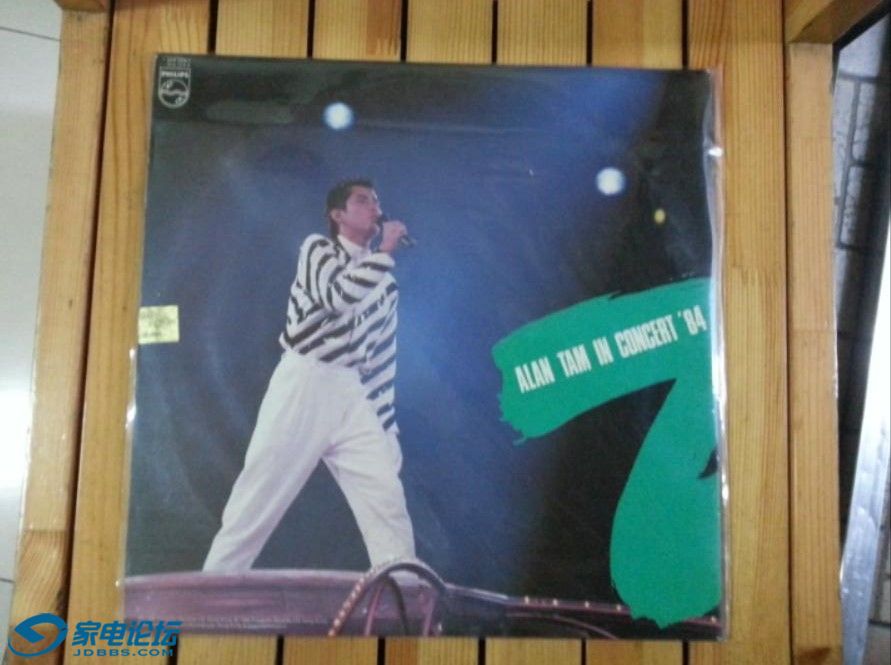 PHILIPS
ALAN TAM IN CONCERT '84
家电论坛
JDBBS.COM